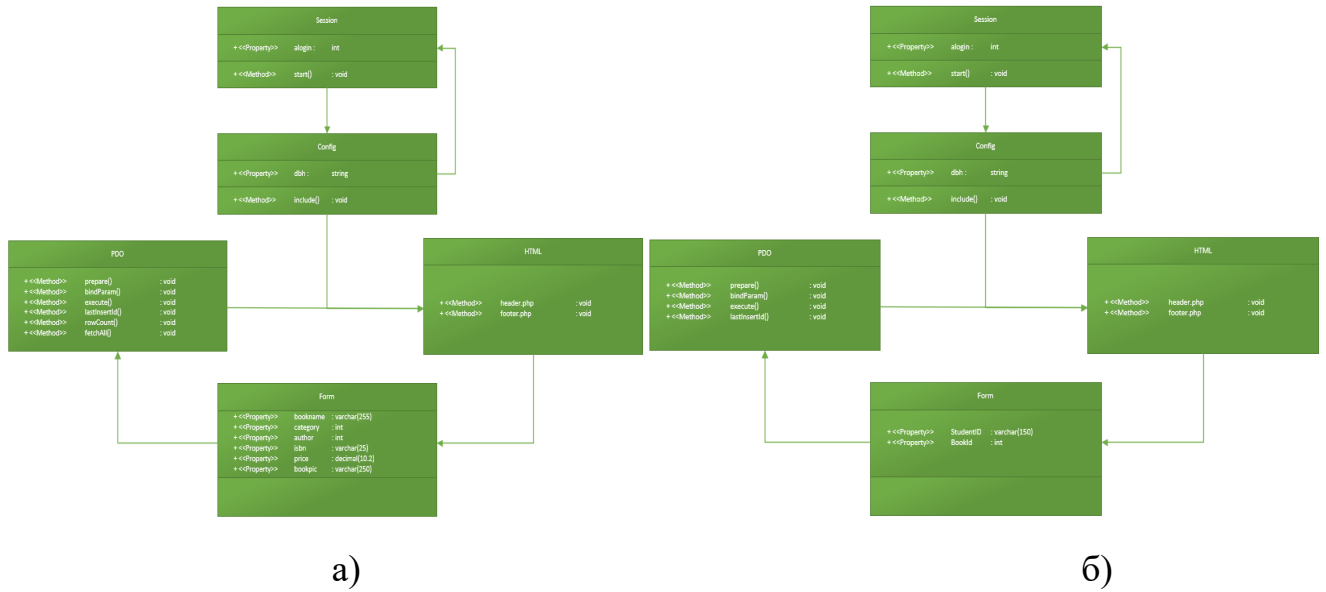 Session
+ <<Property>> alogin : int
+ <<Method>> start() : void
Config
+ <<Property>> dbh : string
+ <<Method>> include() : void
PDO
+ <<Method>> prepare() : void
+ <<Method>> bindParam() : void
+ <<Method>> execute() : void
+ <<Method>> lastInsertId() : void
+ <<Method>> rowCount() : void
+ <<Method>> fetchAll() : void
HTML
+ <<Method>> header.php : void
+ <<Method>> footer.php : void
Form
+ <<Property>> bookname : varchar(255)
+ <<Property>> category : int
+ <<Property>> author : int
+ <<Property>> isbn : varchar(25)
+ <<Property>> price : decimal(10.2)
+ <<Property>> bookpic : varchar(250)
а)
Session
+ <<Property>> alogin : int
+ <<Method>> start() : void
Config
+ <<Property>> dbh : string
+ <<Method>> include() : void
PDO
+ <<Method>> prepare() : void
+ <<Method>> bindParam() : void
+ <<Method>> execute() : void
+ <<Method>> lastInsertId() : void
HTML
+ <<Method>> header.php : void
+ <<Method>> footer.php : void
Form
+ <<Property>> StudentID : varchar(150)
+ <<Property>> BookId : int
б)